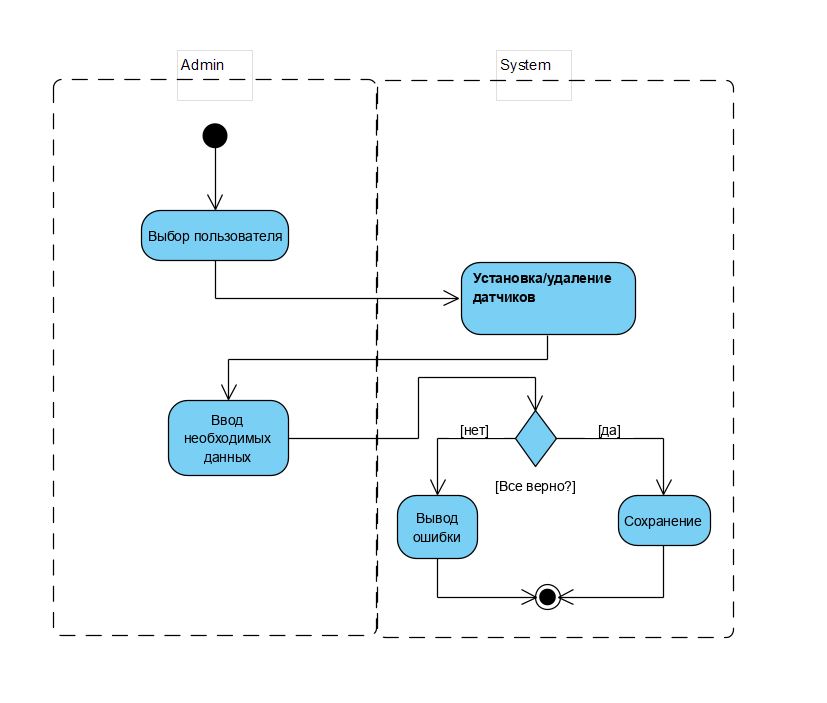 Admin
System
Выбор пользователя
Установка/удаление
датчиков
Ввод
необходимых
данных
[нет]
[да]
[Все верно?]
Вывод
ошибки
Сохранение